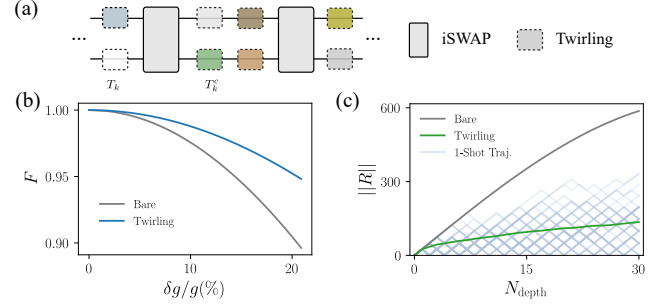 (a)
... ...
T_k T_k^c
iSWAP Twirling
(b)
1.00
0.95
0.90
F
Bare
Twirling
0 10 20
δg/g(%)
(c)
600
300
0
||R||
Bare
Twirling
1-Shot Traj.
0 15 30
N_depth